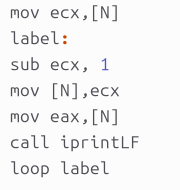 mov ecx,[N]
label:
sub ecx, 1
mov [N],ecx
mov eax,[N]
call iprintLF
loop label